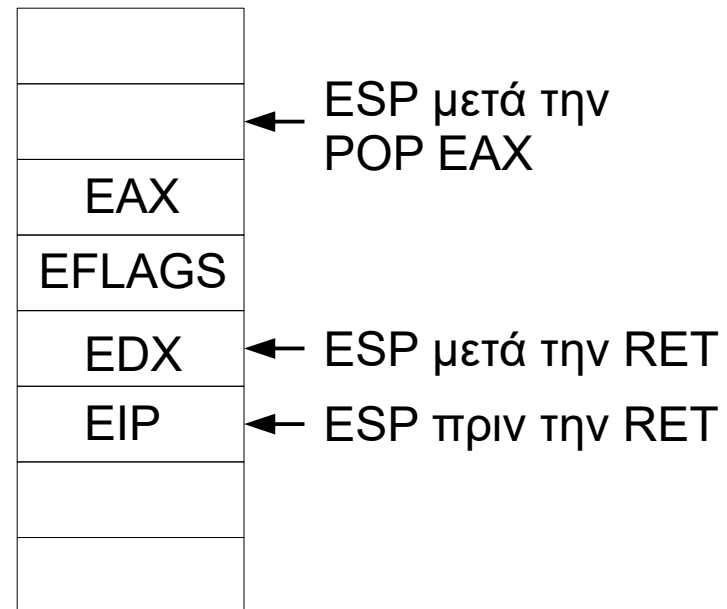 ESP μετά την
POP EAX
EAX
EFLAGS
EDX
ESP μετά την RET
EIP
ESP πριν την RET